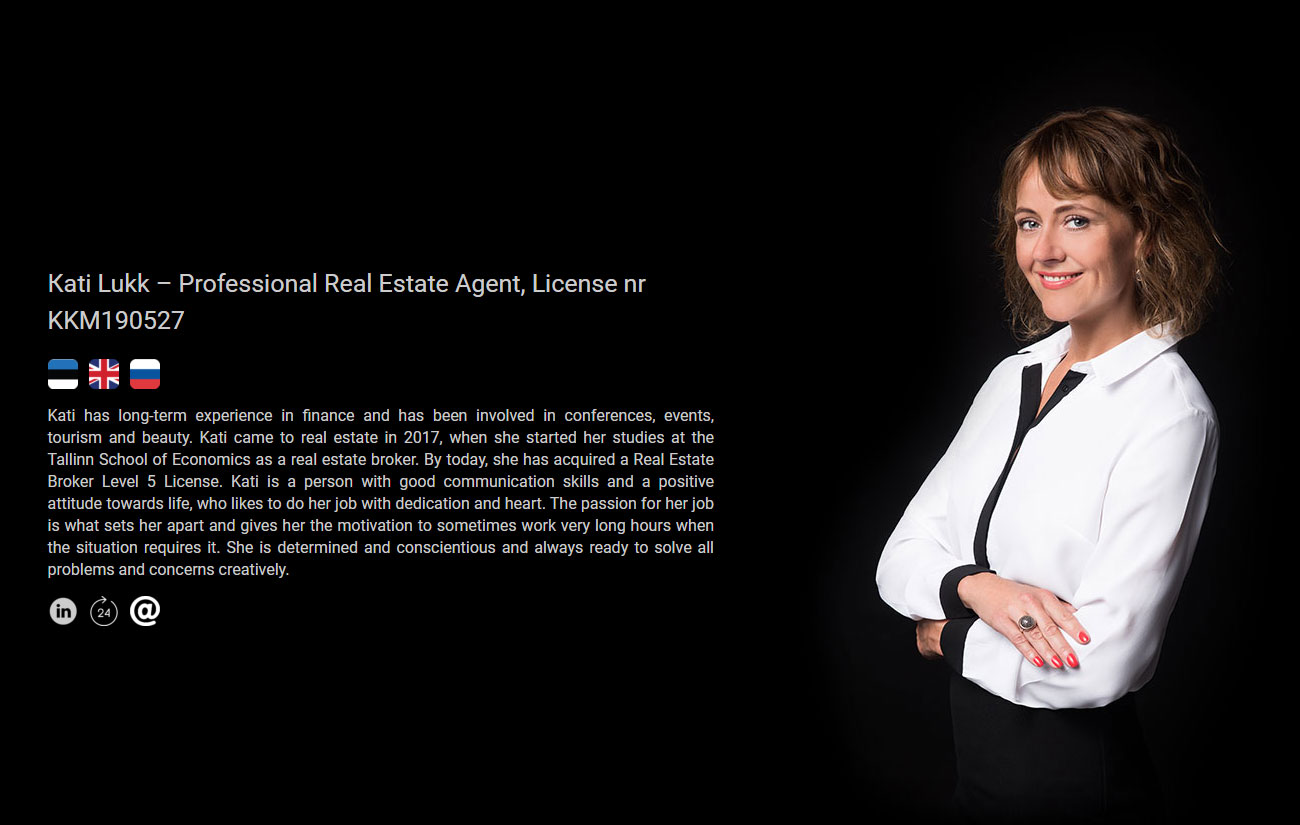 Kati Lukk – Professional Real Estate Agent, License nr
KKM190527
Kati has long-term experience in finance and has been involved in conferences, events,
tourism and beauty. Kati came to real estate in 2017, when she started her studies at the
Tallinn School of Economics as a real estate broker. By today, she has acquired a Real Estate
Broker Level 5 License. Kati is a person with good communication skills and a positive
attitude towards life, who likes to do her job with dedication and heart. The passion for her job
is what sets her apart and gives her the motivation to sometimes work very long hours when
the situation requires it. She is determined and conscientious and always ready to solve all
problems and concerns creatively.
in 24 @